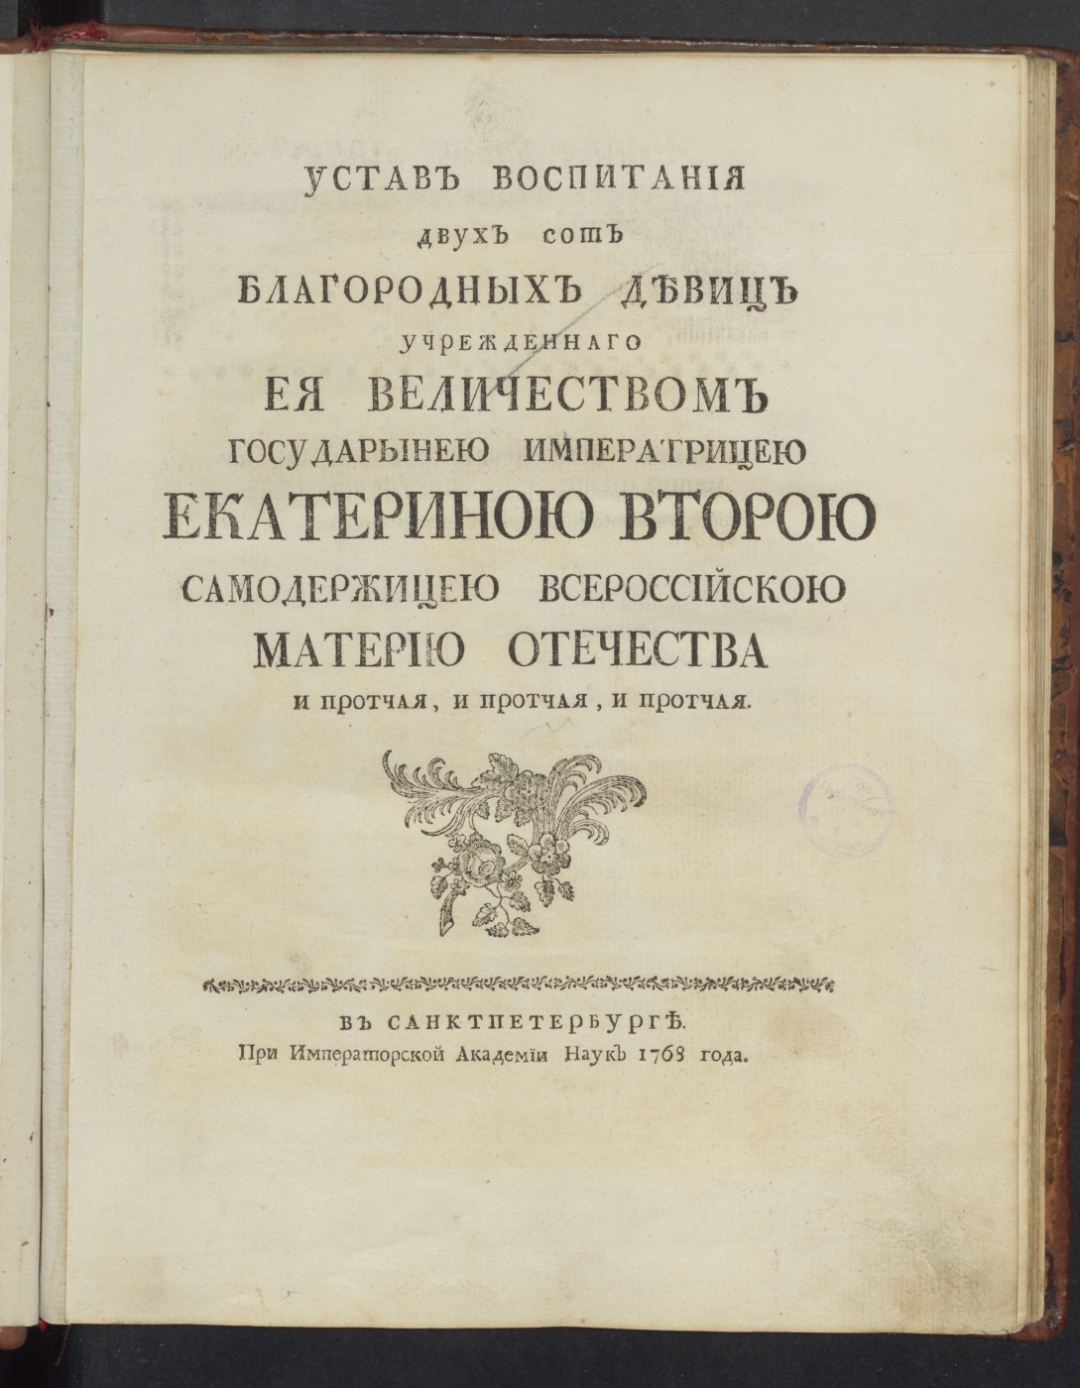 УСТАВЪ ВОСПИТАНІЯ
двухъ сотъ
БЛАГОРОДНЫХЪ ДѢВИЦЪ
УЧРЕЖДЕННАГО
ЕЯ ВЕЛИЧЕСТВОМЪ
ГОСУДАРЫНЕЮ ИМПЕРАТРИЦЕЮ
ЕКАТЕРИНОЮ ВТОРОЮ
САМОДЕРЖИЦЕЮ ВСЕРОССІЙСКОЮ
МАТЕРІЮ ОТЕЧЕСТВА
И ПРОТЧАЯ, И ПРОТЧАЯ, И ПРОТЧАЯ.
ВЪ САНКТПЕТЕРБУРГѢ.
При Императорской Академїи Наукъ 1768 года.